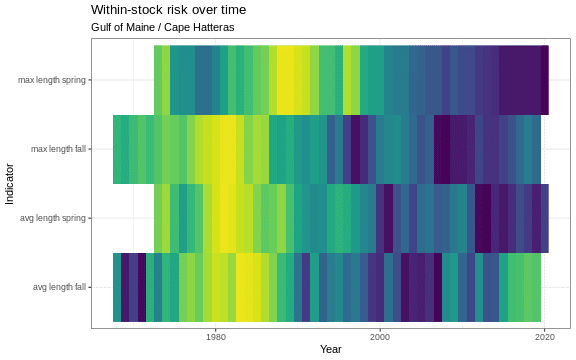 Within-stock risk over time
Gulf of Maine / Cape Hatteras
Indicator
max length spring
max length fall
avg length spring
avg length fall
1980
2000
2020
Year